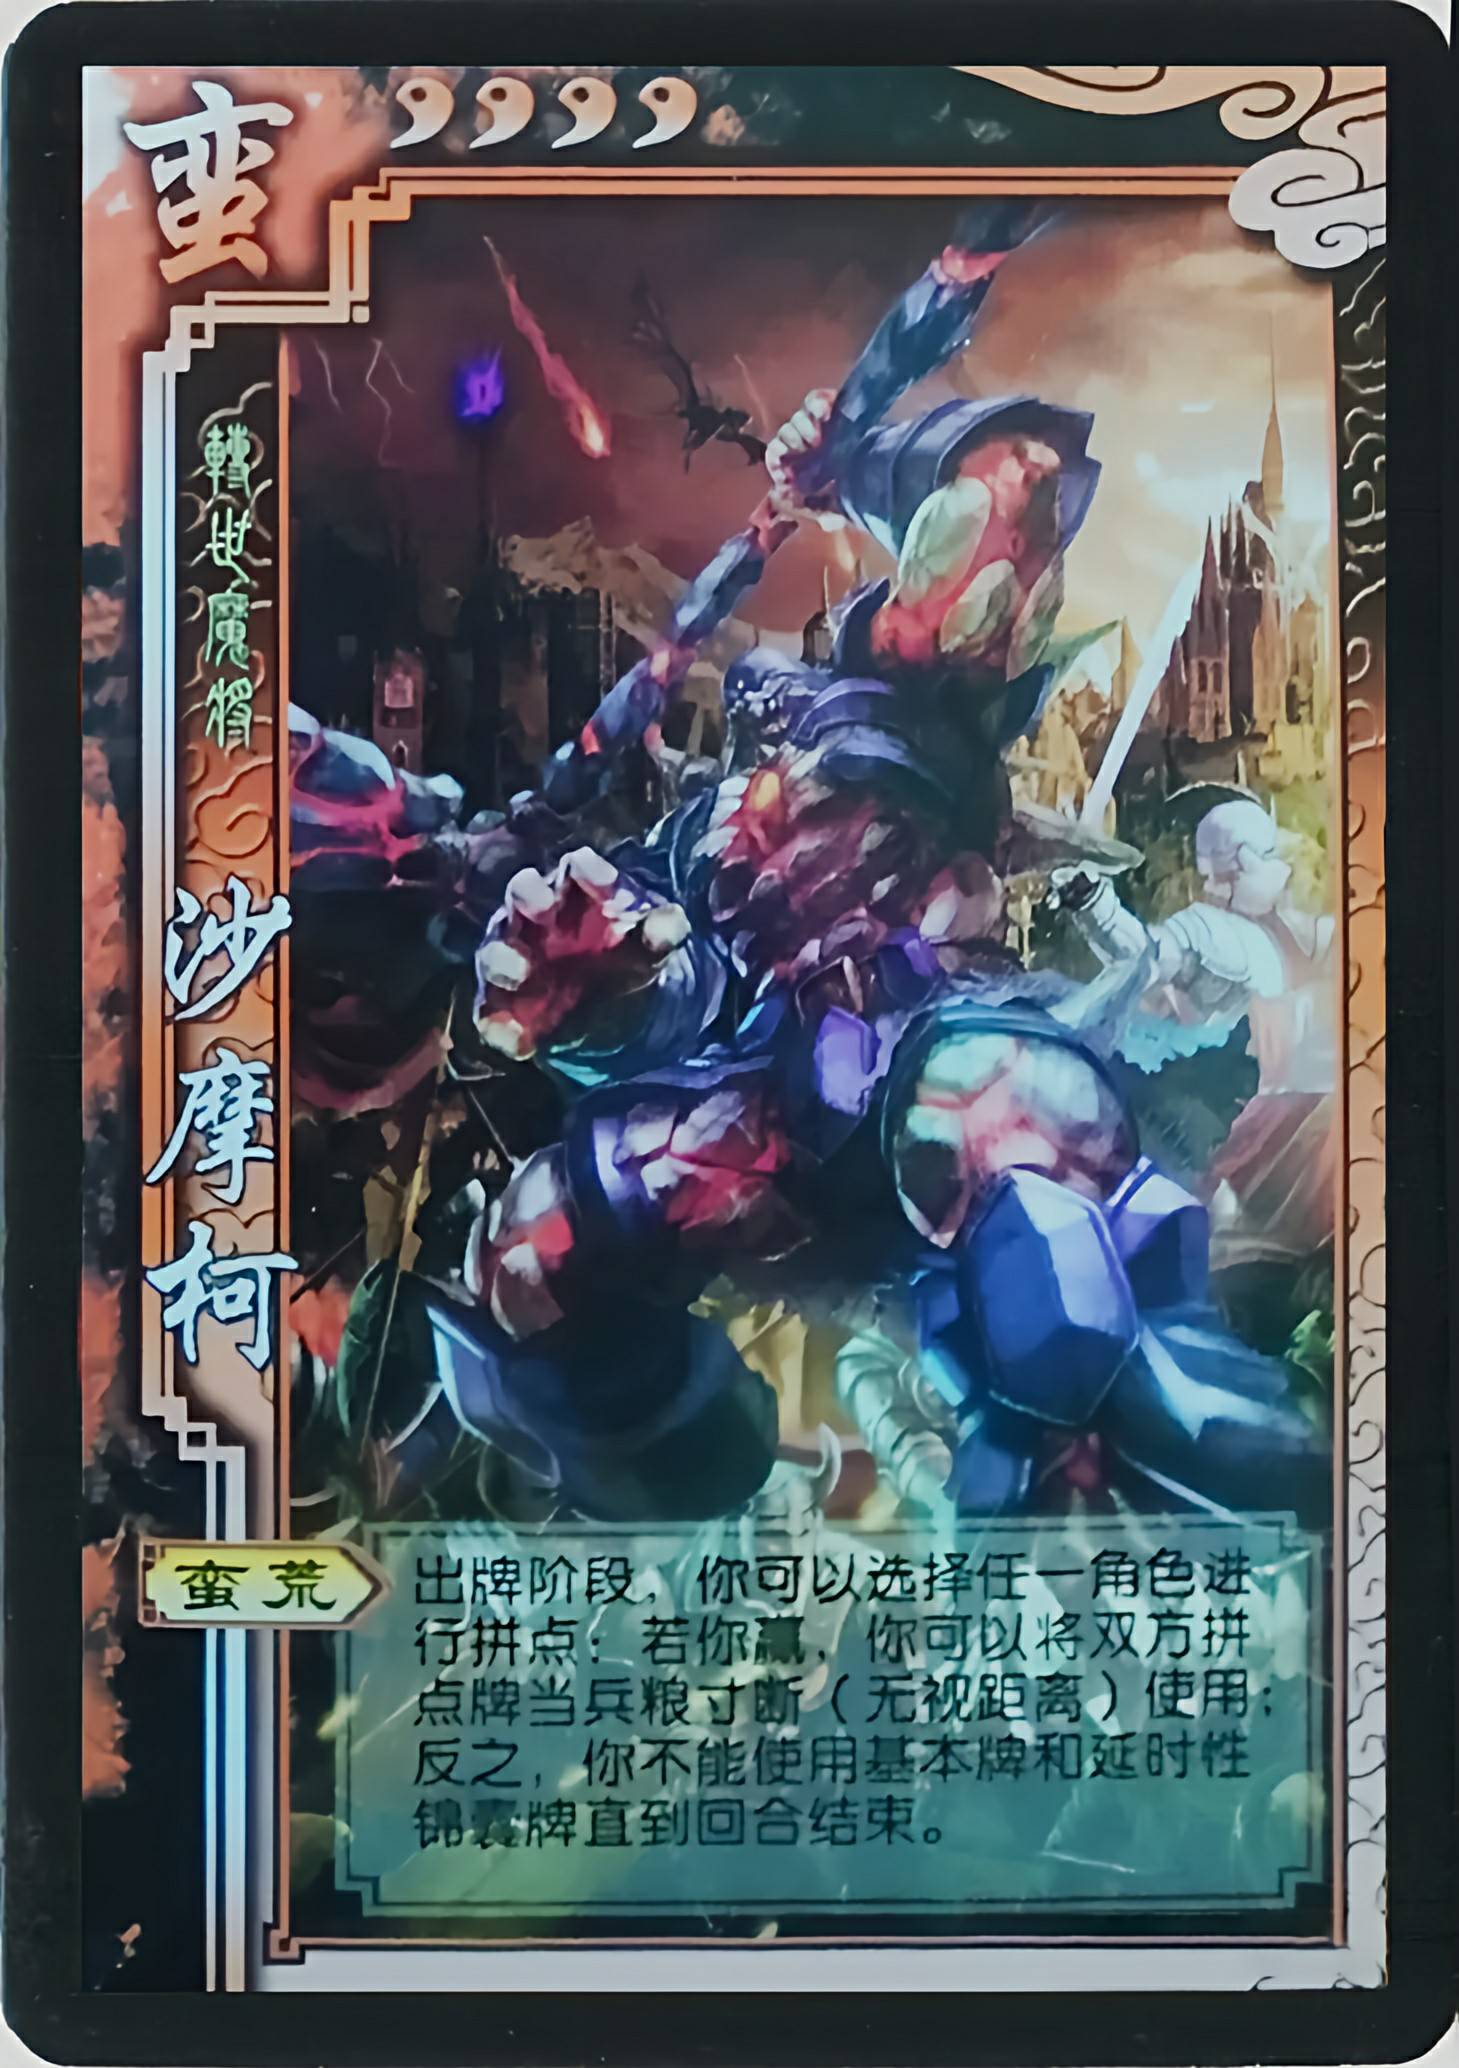 蛮
轉世魔将
沙摩柯
蛮荒
出牌阶段，你可以选择任一角色进
行拼点：若你赢，你可以将双方拼
点牌当兵粮寸断（无视距离）使用；
反之，你不能使用基本牌和延时性
锦囊牌直到回合结束。